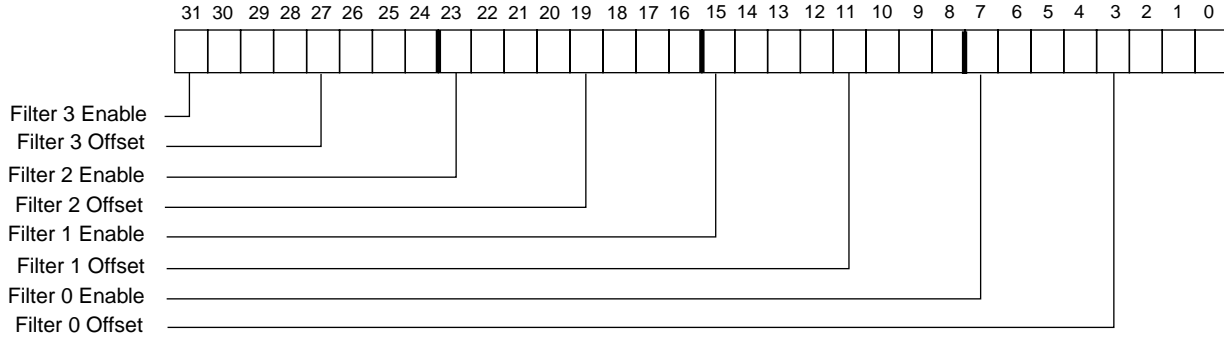 31 30 29 28 27 26 25 24 23 22 21 20 19 18 17 16 15 14 13 12 11 10 9 8 7 6 5 4 3 2 1 0
Filter 3 Enable
Filter 3 Offset
Filter 2 Enable
Filter 2 Offset
Filter 1 Enable
Filter 1 Offset
Filter 0 Enable
Filter 0 Offset